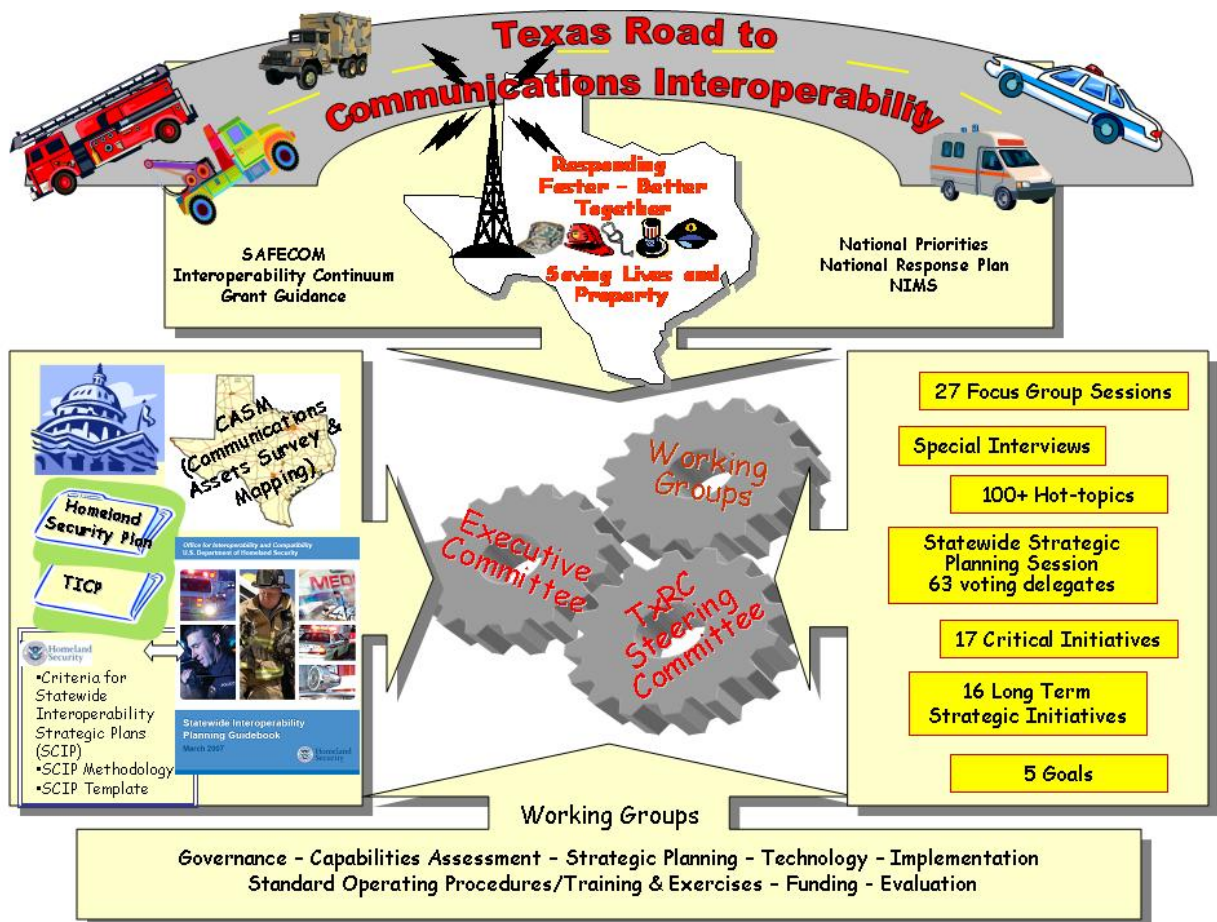 Texas Road to
Communications Interoperability
Responding
Faster - Better
Together
Saving Lives and
Property
SAFECOM
Interoperability Continuum
Grant Guidance
National Priorities
National Response Plan
NIMS
CASM
(Communications
Assets Survey &
Mapping)
Homeland
Security Plan
TICP
Office for Interoperability and Compatibility
U.S. Department of Homeland Security
MED
Statewide Interoperability
Planning Guidebook
March 2007
Homeland
Security
Homeland
Security
•Criteria for
Statewide
Interoperability
Strategic Plans
(SCIP)
•SCIP Methodology
•SCIP Template
Working
Groups
Executive
Committee
TxRC
Steering
Committee
27 Focus Group Sessions
Special Interviews
100+ Hot-topics
Statewide Strategic
Planning Session
63 voting delegates
17 Critical Initiatives
16 Long Term
Strategic Initiatives
5 Goals
Working Groups
Governance – Capabilities Assessment – Strategic Planning – Technology – Implementation
Standard Operating Procedures/Training & Exercises – Funding - Evaluation